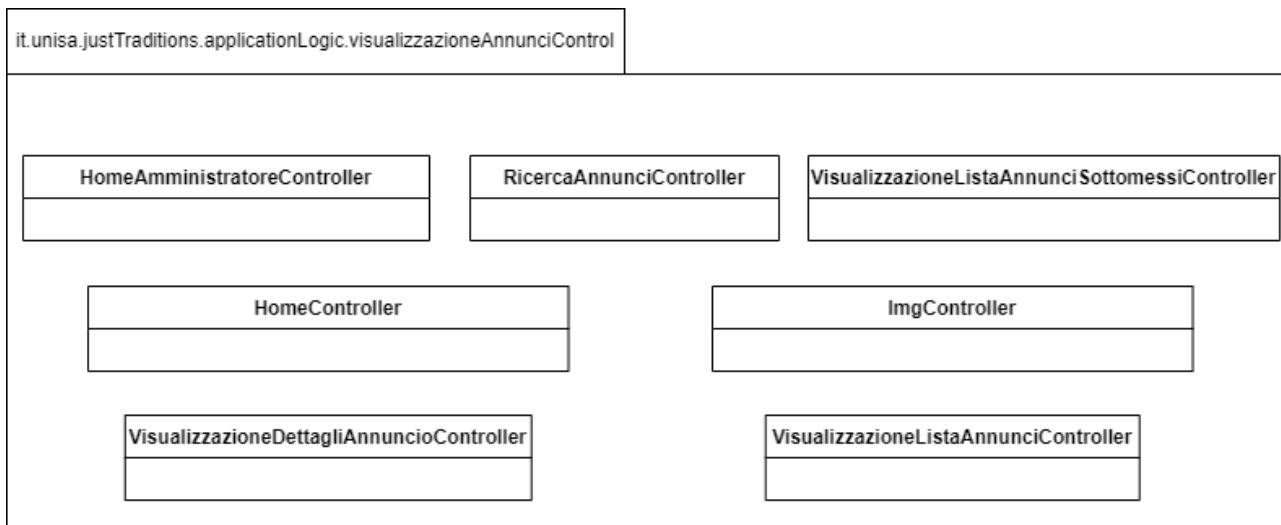 it.unisa.justTraditions.applicationLogic.visualizzazioneAnnunciControl
HomeAmministratoreController
RicercaAnnunciController
VisualizzazioneListaAnnunciSottomessiController
HomeController
ImgController
VisualizzazioneDettagliAnnuncioController
VisualizzazioneListaAnnunciController